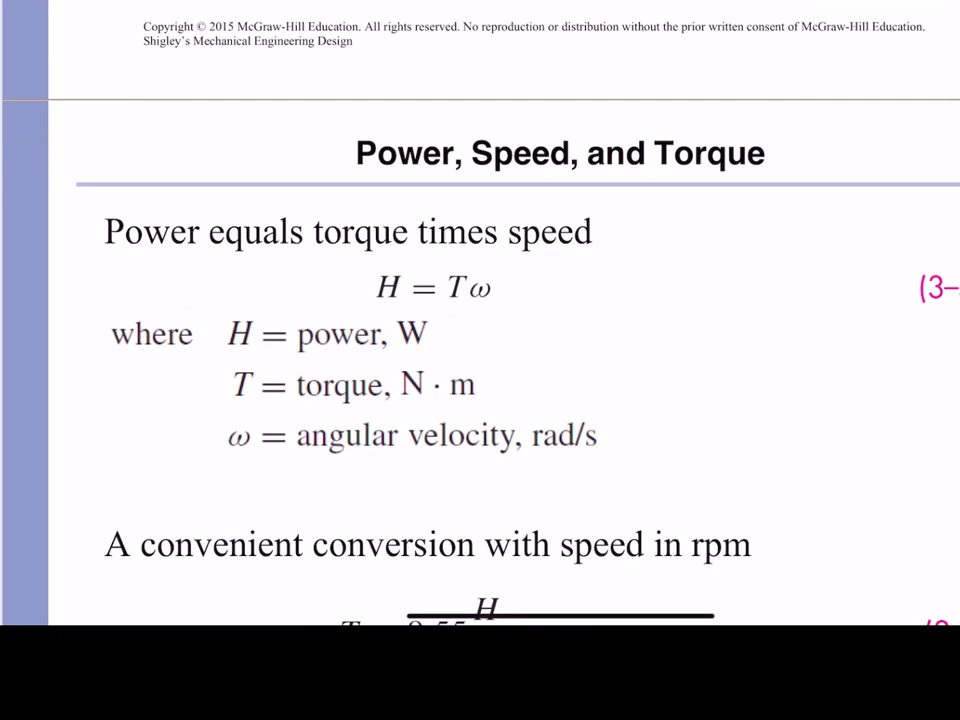 Copyright © 2015 McGraw-Hill Education. All rights reserved. No reproduction or distribution without the prior written consent of McGraw-Hill Education.
Shigley's Mechanical Engineering Design
Power, Speed, and Torque
Power equals torque times speed
H = Tω (3–
where H = power, W
T = torque, N · m
ω = angular velocity, rad/s
A convenient conversion with speed in rpm
H